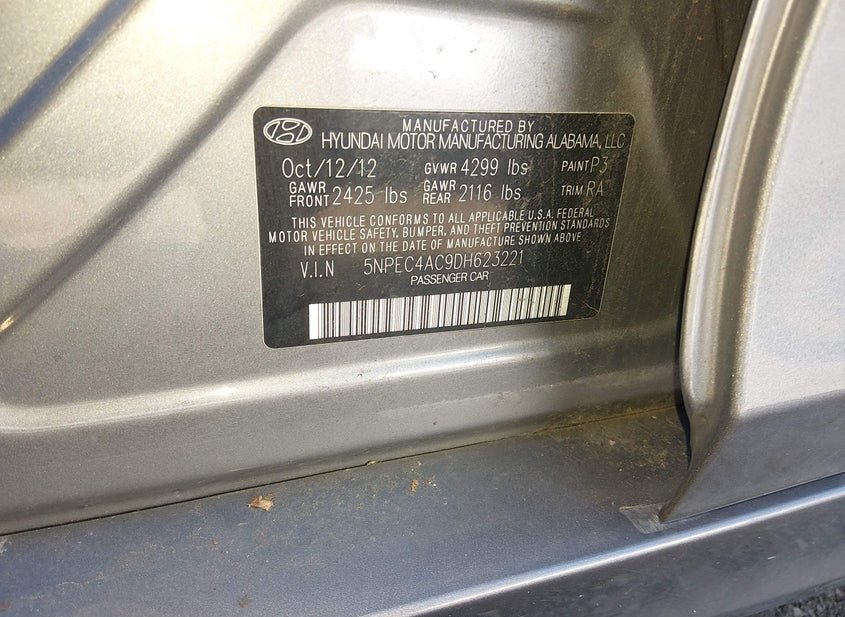 MANUFACTURED BY
HYUNDAI MOTOR MANUFACTURING ALABAMA, LLC
Oct/12/12 GVWR 4299 lbs PAINT P3
GAWR FRONT 2425 lbs GAWR REAR 2116 lbs TRIM RA
THIS VEHICLE CONFORMS TO ALL APPLICABLE U.S.A. FEDERAL
MOTOR VEHICLE SAFETY, BUMPER, AND THEFT PREVENTION STANDARDS
IN EFFECT ON THE DATE OF MANUFACTURE SHOWN ABOVE
V.I.N 5NPEC4AC9DH623221
PASSENGER CAR